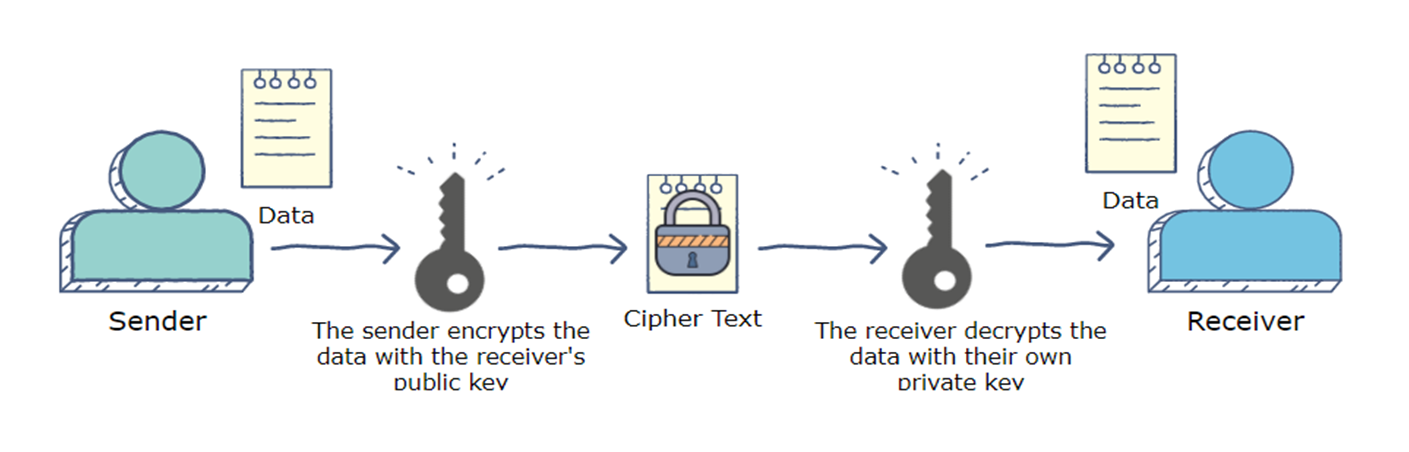 Data
Sender
The sender encrypts the
data with the receiver's
public key
Cipher Text
The receiver decrypts the
data with their own
private key
Data
Receiver